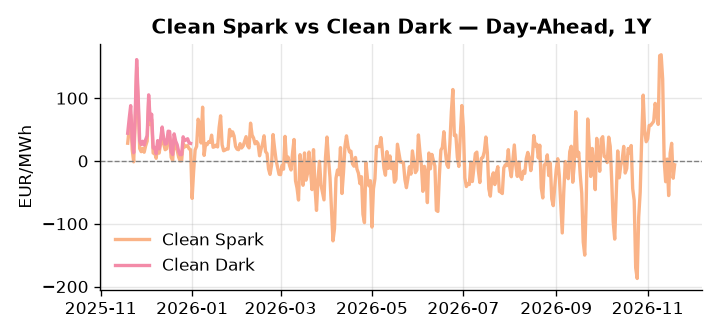 Clean Spark vs Clean Dark — Day-Ahead, 1Y
EUR/MWh
100
0
−100
−200
Clean Spark
Clean Dark
2025-11 2026-01 2026-03 2026-05 2026-07 2026-09 2026-11